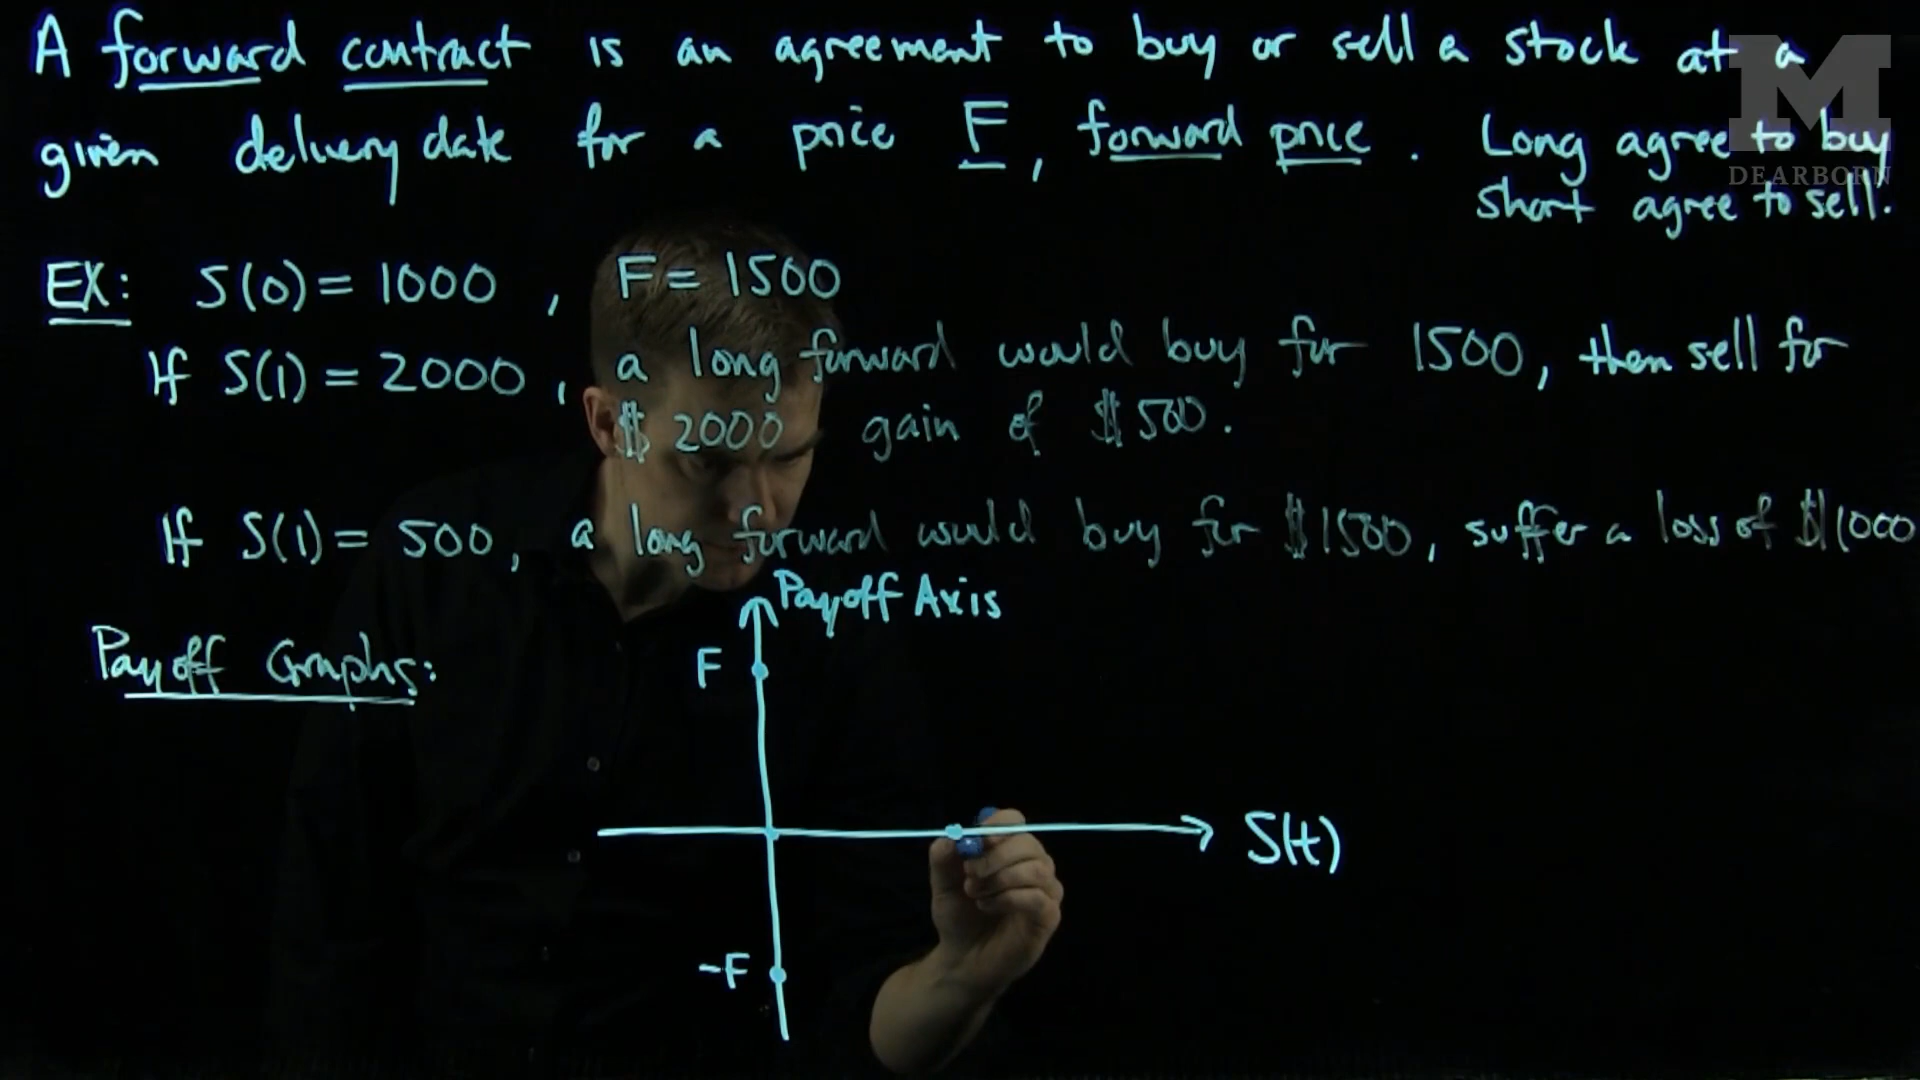 A forward contract is an agreement to buy or sell a stock at a
given delivery date for a price F, forward price. Long agree to buy
Short agree to sell.
M
DEARBORN
EX: S(0) = 1000, F = 1500
If S(1) = 2000, a long forward would buy for 1500, then sell for
$2000 gain of $500.
If S(1) = 500, a long forward would buy for $1500, suffer a loss of $1000
Payoff Axis
Payoff Graphs:
F
S(t)
-F